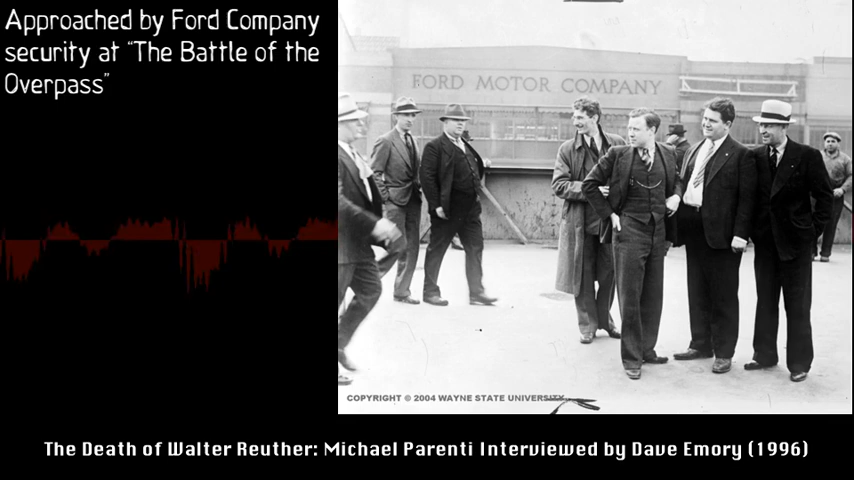 Approached by Ford Company
security at "The Battle of the
Overpass"
FORD MOTOR COMPANY
COPYRIGHT © 2004 WAYNE STATE UNIVERSITY
The Death of Walter Reuther: Michael Parenti Interviewed by Dave Emory (1996)